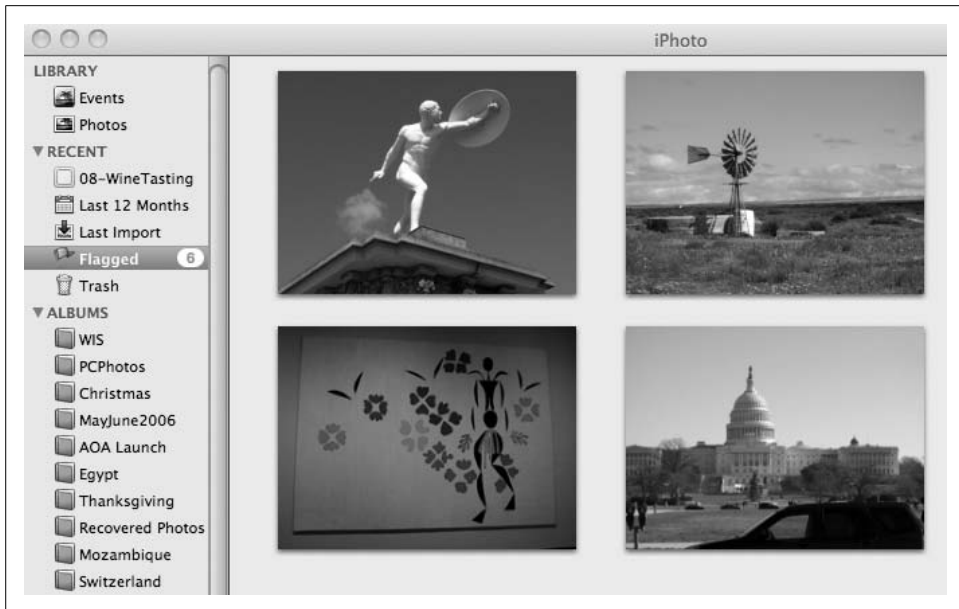 iPhoto
LIBRARY
Events
Photos
RECENT
08-WineTasting
Last 12 Months
Last Import
Flagged 6
Trash
ALBUMS
WIS
PCPhotos
Christmas
MayJune2006
AOA Launch
Egypt
Thanksgiving
Recovered Photos
Mozambique
Switzerland